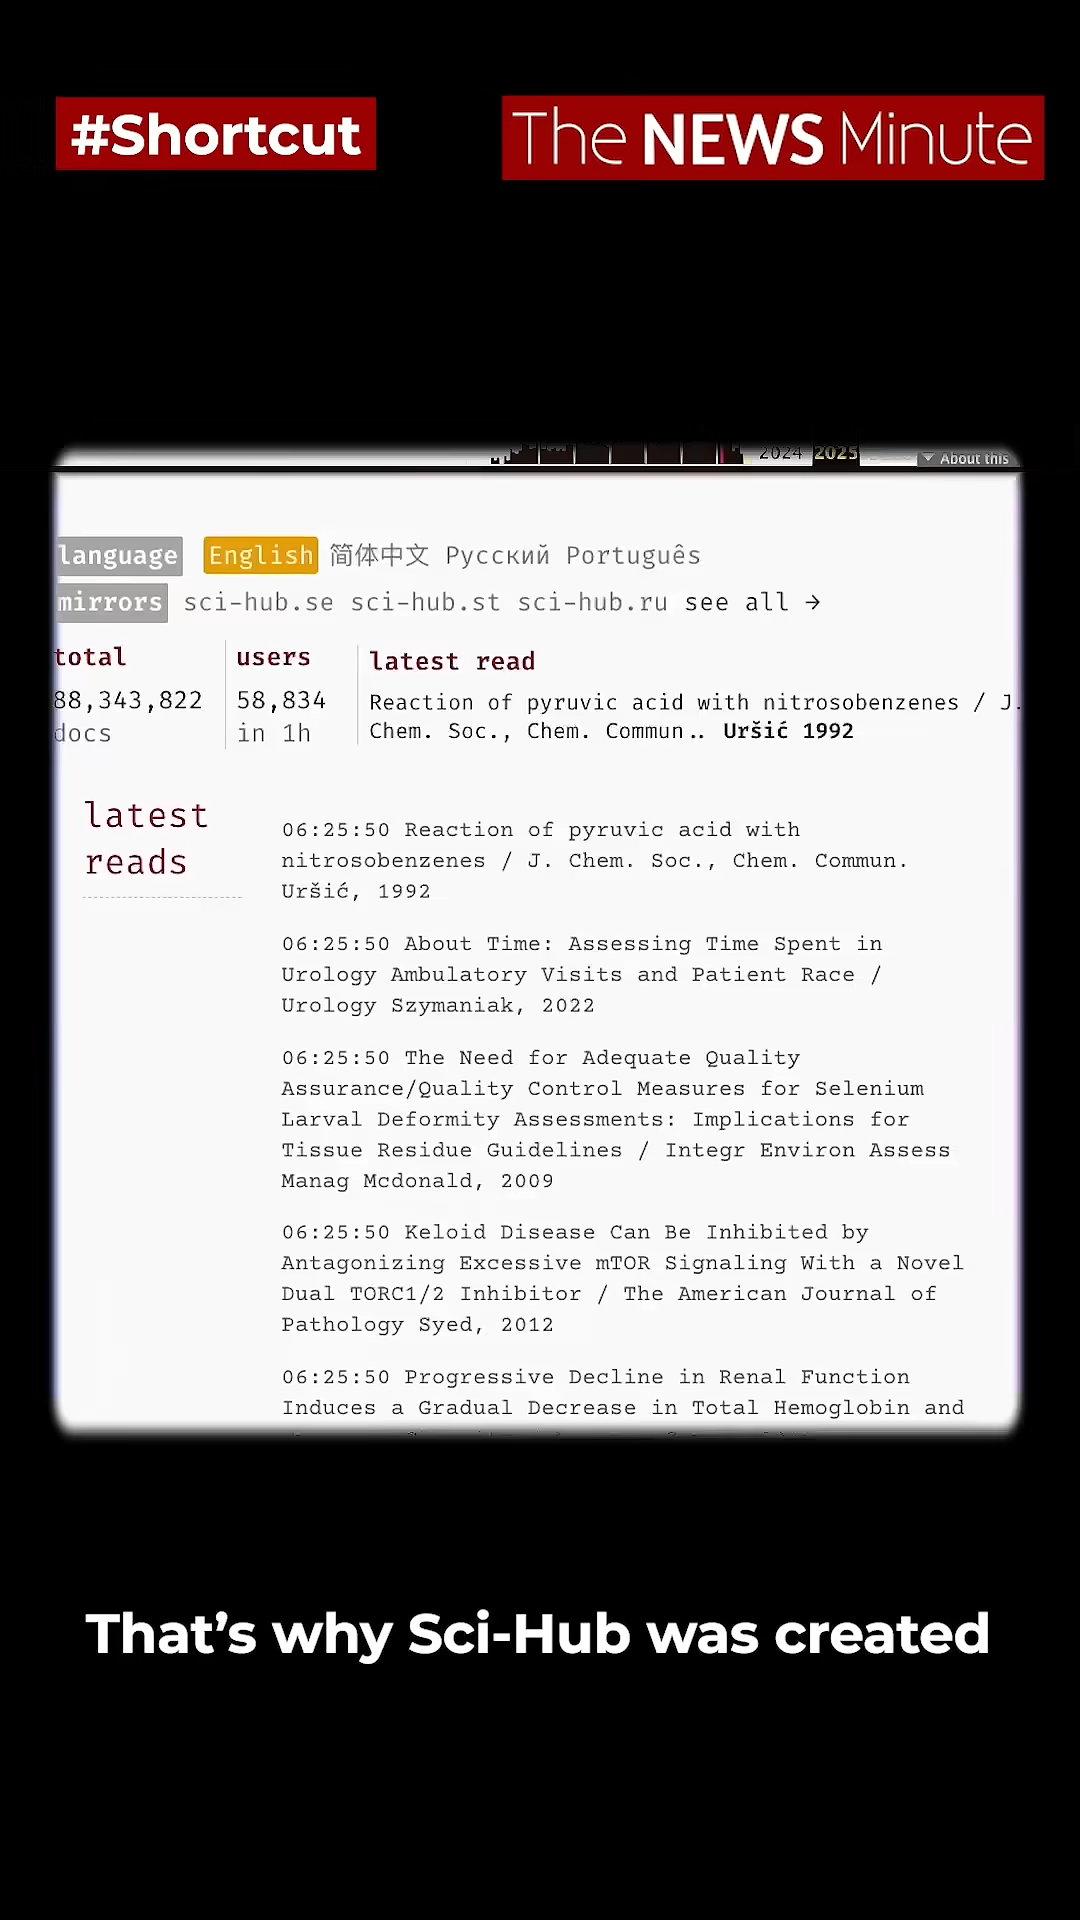 #Shortcut
The NEWS Minute
2024 2025
About this
language English 简体中文 Русский Português
mirrors sci-hub.se sci-hub.st sci-hub.ru see all →
total users latest read
88,343,822 58,834 Reaction of pyruvic acid with nitrosobenzenes / J.
docs in 1h Chem. Soc., Chem. Commun.. Uršić 1992
latest
reads
06:25:50 Reaction of pyruvic acid with
nitrosobenzenes / J. Chem. Soc., Chem. Commun.
Uršić, 1992
06:25:50 About Time: Assessing Time Spent in
Urology Ambulatory Visits and Patient Race /
Urology Szymaniak, 2022
06:25:50 The Need for Adequate Quality
Assurance/Quality Control Measures for Selenium
Larval Deformity Assessments: Implications for
Tissue Residue Guidelines / Integr Environ Assess
Manag Mcdonald, 2009
06:25:50 Keloid Disease Can Be Inhibited by
Antagonizing Excessive mTOR Signaling With a Novel
Dual TORC1/2 Inhibitor / The American Journal of
Pathology Syed, 2012
06:25:50 Progressive Decline in Renal Function
Induces a Gradual Decrease in Total Hemoglobin and
That's why Sci-Hub was created